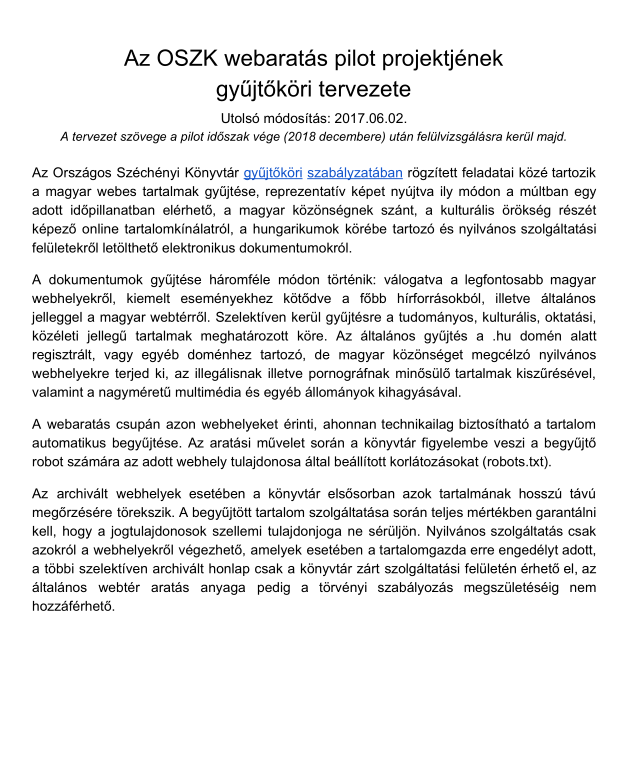 Az OSZK webaratás pilot projektjének
gyűjtőköri tervezete
Utolsó módosítás: 2017.06.02.
A tervezet szövege a pilot időszak vége (2018 decembere) után felülvizsgálásra kerül majd.
Az Országos Széchényi Könyvtár gyűjtőköri szabályzatában rögzített feladatai közé tartozik
a magyar webes tartalmak gyűjtése, reprezentatív képet nyújtva ily módon a múltban egy
adott időpillanatban elérhető, a magyar közönségnek szánt, a kulturális örökség részét
képező online tartalomkínálatról, a hungarikumok körébe tartozó és nyilvános szolgáltatási
felületekről letölthető elektronikus dokumentumokról.
A dokumentumok gyűjtése háromféle módon történik: válogatva a legfontosabb magyar
webhelyekről, kiemelt eseményekhez kötődve a főbb hírforrásokból, illetve általános
jelleggel a magyar webtérről. Szelektíven kerül gyűjtésre a tudományos, kulturális, oktatási,
közéleti jellegű tartalmak meghatározott köre. Az általános gyűjtés a .hu domén alatt
regisztrált, vagy egyéb doménhez tartozó, de magyar közönséget megcélzó nyilvános
webhelyekre terjed ki, az illegálisnak illetve pornográfnak minősülő tartalmak kiszűrésével,
valamint a nagyméretű multimédia és egyéb állományok kihagyásával.
A webaratás csupán azon webhelyeket érinti, ahonnan technikailag biztosítható a tartalom
automatikus begyűjtése. Az aratási művelet során a könyvtár figyelembe veszi a begyűjtő
robot számára az adott webhely tulajdonosa által beállított korlátozásokat (robots.txt).
Az archivált webhelyek esetében a könyvtár elsősorban azok tartalmának hosszú távú
megőrzésére törekszik. A begyűjtött tartalom szolgáltatása során teljes mértékben garantálni
kell, hogy a jogtulajdonosok szellemi tulajdonjoga ne sérüljön. Nyilvános szolgáltatás csak
azokról a webhelyekről végezhető, amelyek esetében a tartalomgazda erre engedélyt adott,
a többi szelektíven archivált honlap csak a könyvtár zárt szolgáltatási felületén érhető el, az
általános webtér aratás anyaga pedig a törvényi szabályozás megszületéséig nem
hozzáférhető.